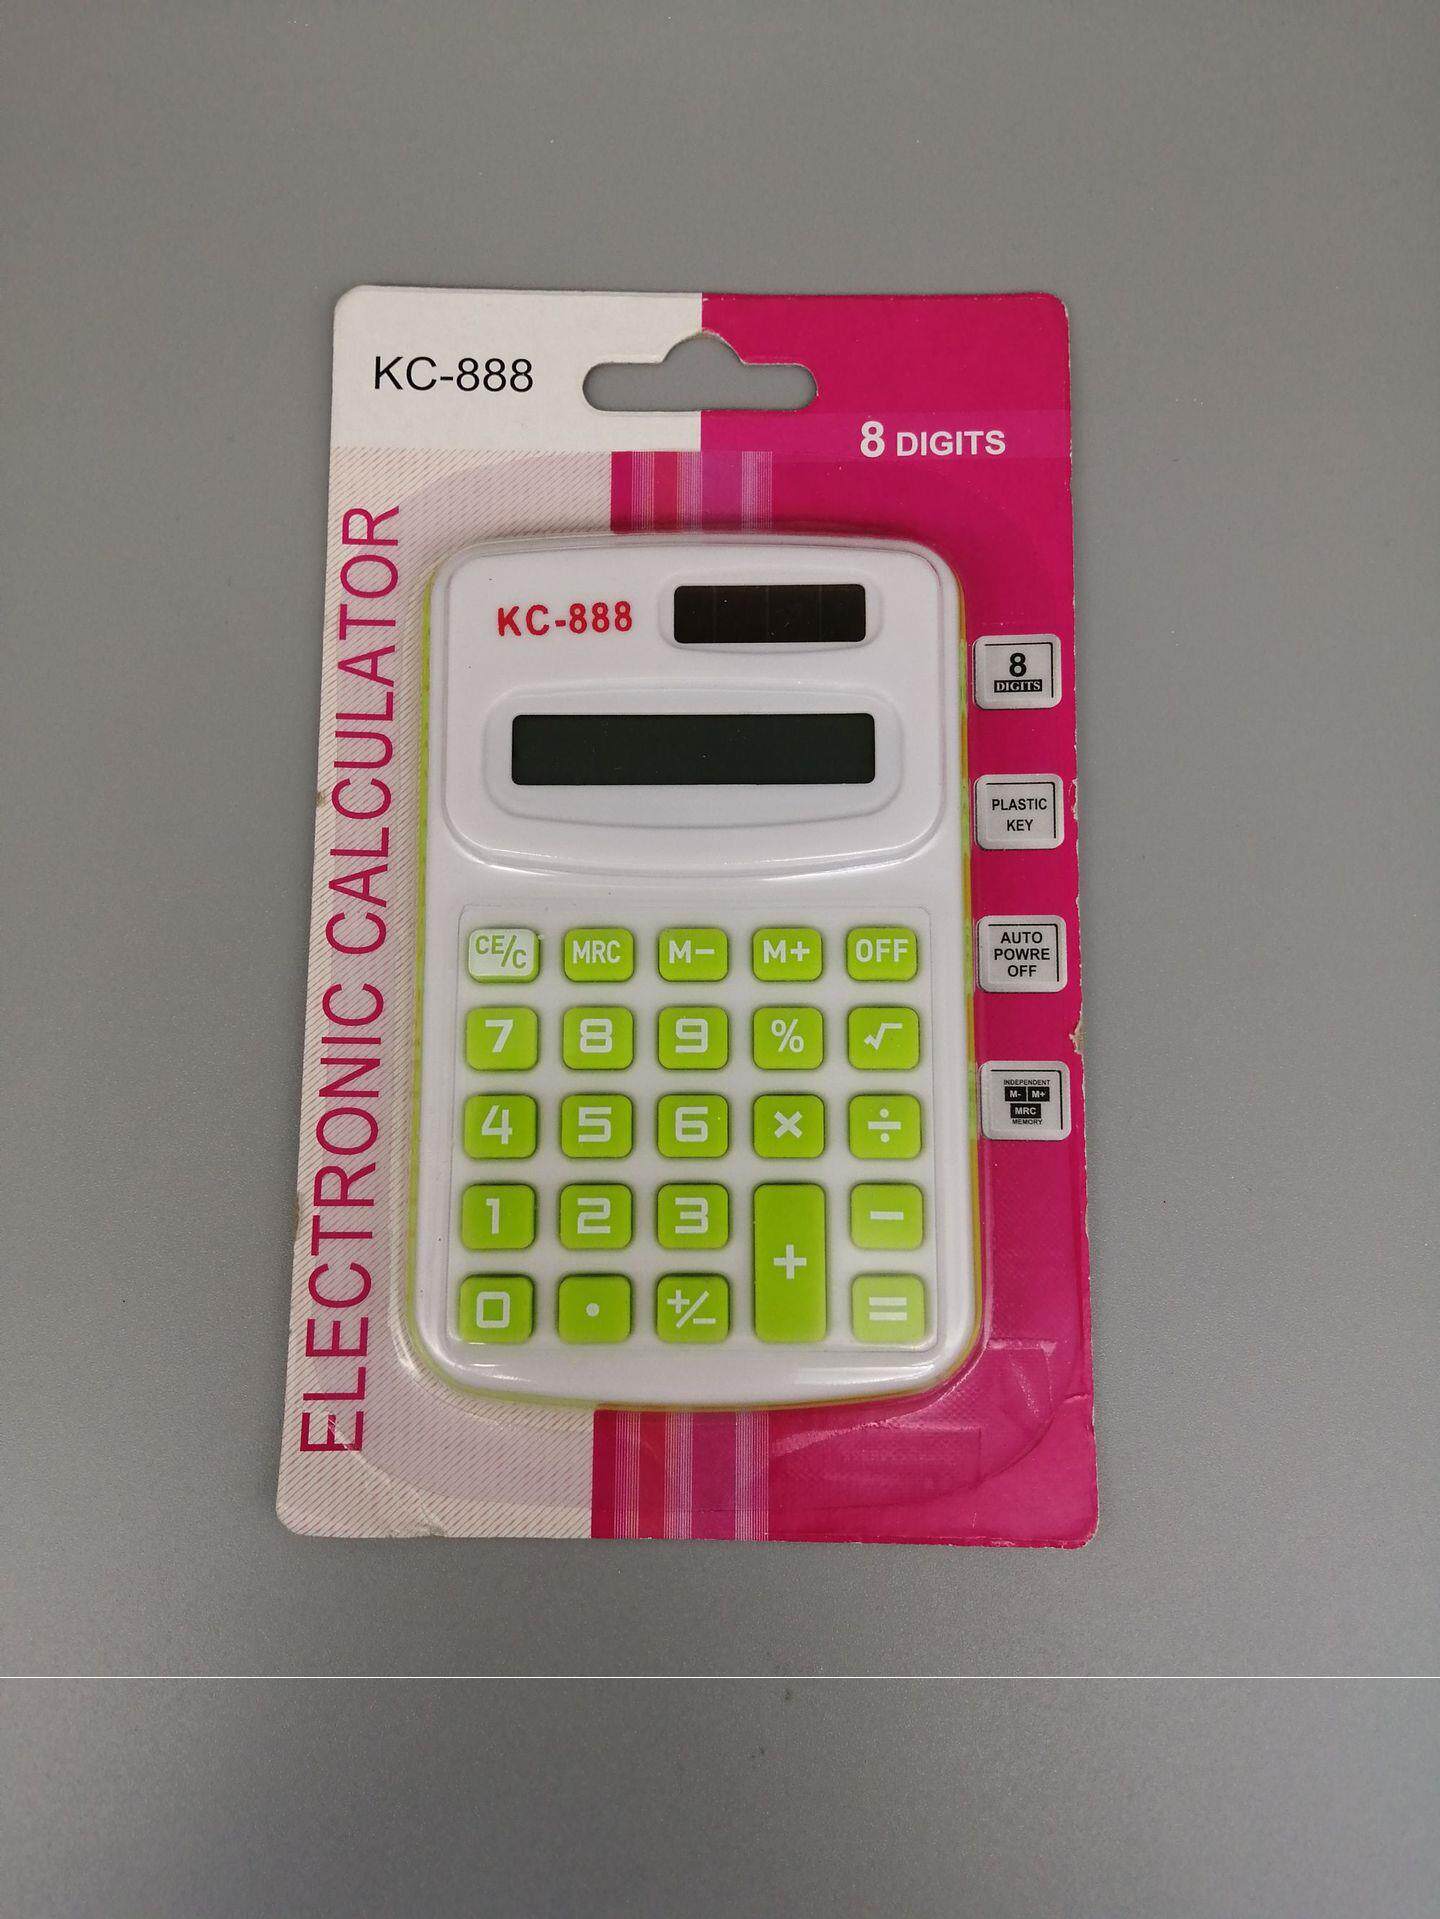 KC-888
8 DIGITS
ELECTRONIC CALCULATOR
KC-888
8
DIGITS
PLASTIC
KEY
AUTO
POWRE
OFF
INDEPENDENT
M- M+
MRC
MEMORY
CE/C MRC M− M+ OFF
7 8 9 % √
4 5 6 × ÷
1 2 3 + −
0 . +/− =